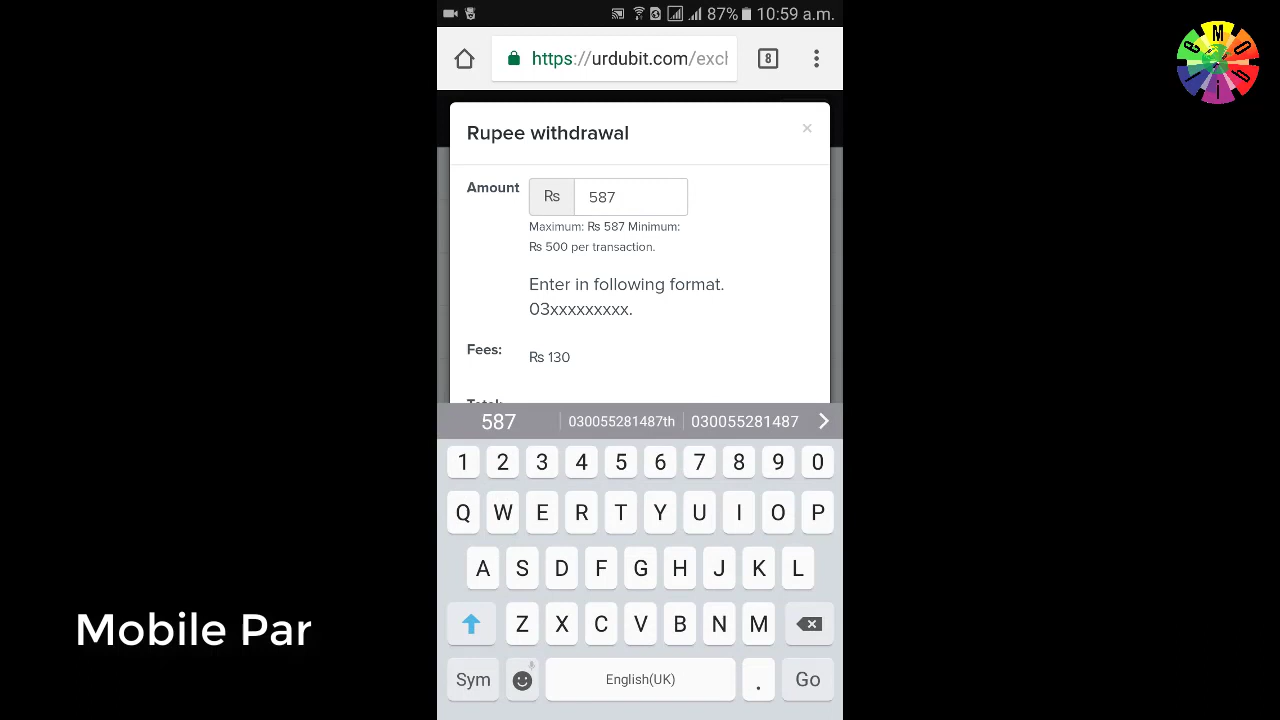 87% 10:59 a.m.
https://urdubit.com/excl
8
Rupee withdrawal
×
Amount
Rs 587
Maximum: Rs 587 Minimum:
Rs 500 per transaction.
Enter in following format.
03xxxxxxxxx.
Fees:
Rs 130
587 030055281487th 030055281487
1 2 3 4 5 6 7 8 9 0
Q W E R T Y U I O P
A S D F G H J K L
Z X C V B N M
Sym English(UK) . Go
Mobile Par